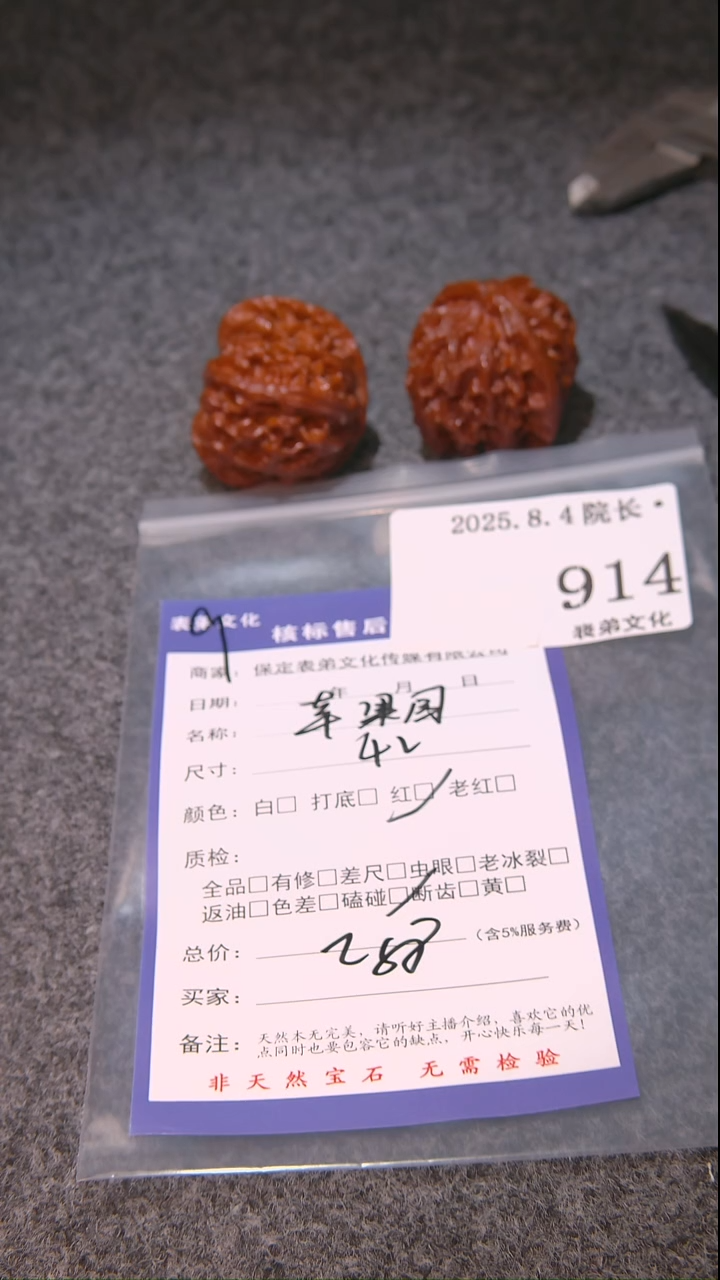 2025.8.4院长·
914
表弟文化
表弟文化
9
核标售后
商家：保定表弟文化传媒有限公司
日期： 年 月 日
名称：苹果园
尺寸：42
颜色：白□ 打底□ 红□ 老红□
质检：
全品□有修□差尺□虫眼□老冰裂□
返油□色差□磕碰□断齿□黄□
总价： （含5%服务费）
买家：
备注：天然木无完美，请听好主播介绍，喜欢它的优
点同时也要包容它的缺点，开心快乐每一天！
非天然宝石 无需检验